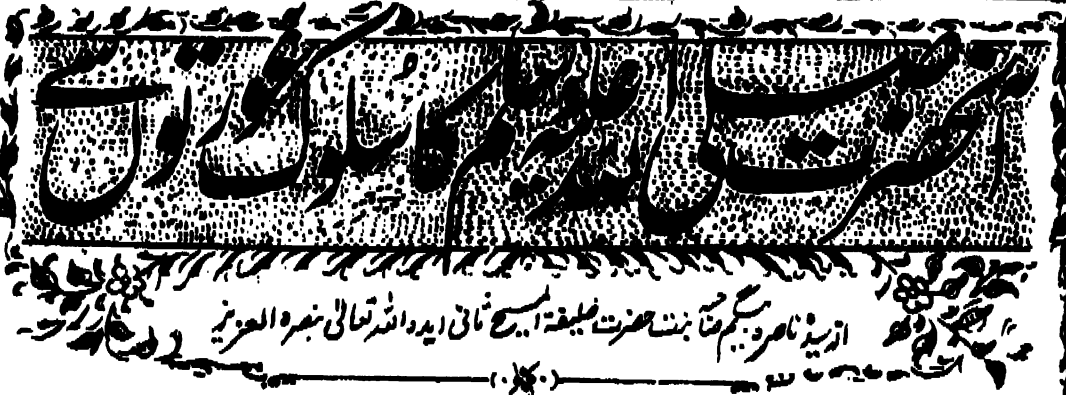 آنحضرت صلی اللہ علیہ وسلم کا سلوک عورتوں سے
از سیدہ ناصرہ بیگم صاحبہ بنت حضرت خلیفۃ المسیح ثانی ایدہ اللہ تعالیٰ بنصرہ العزیز